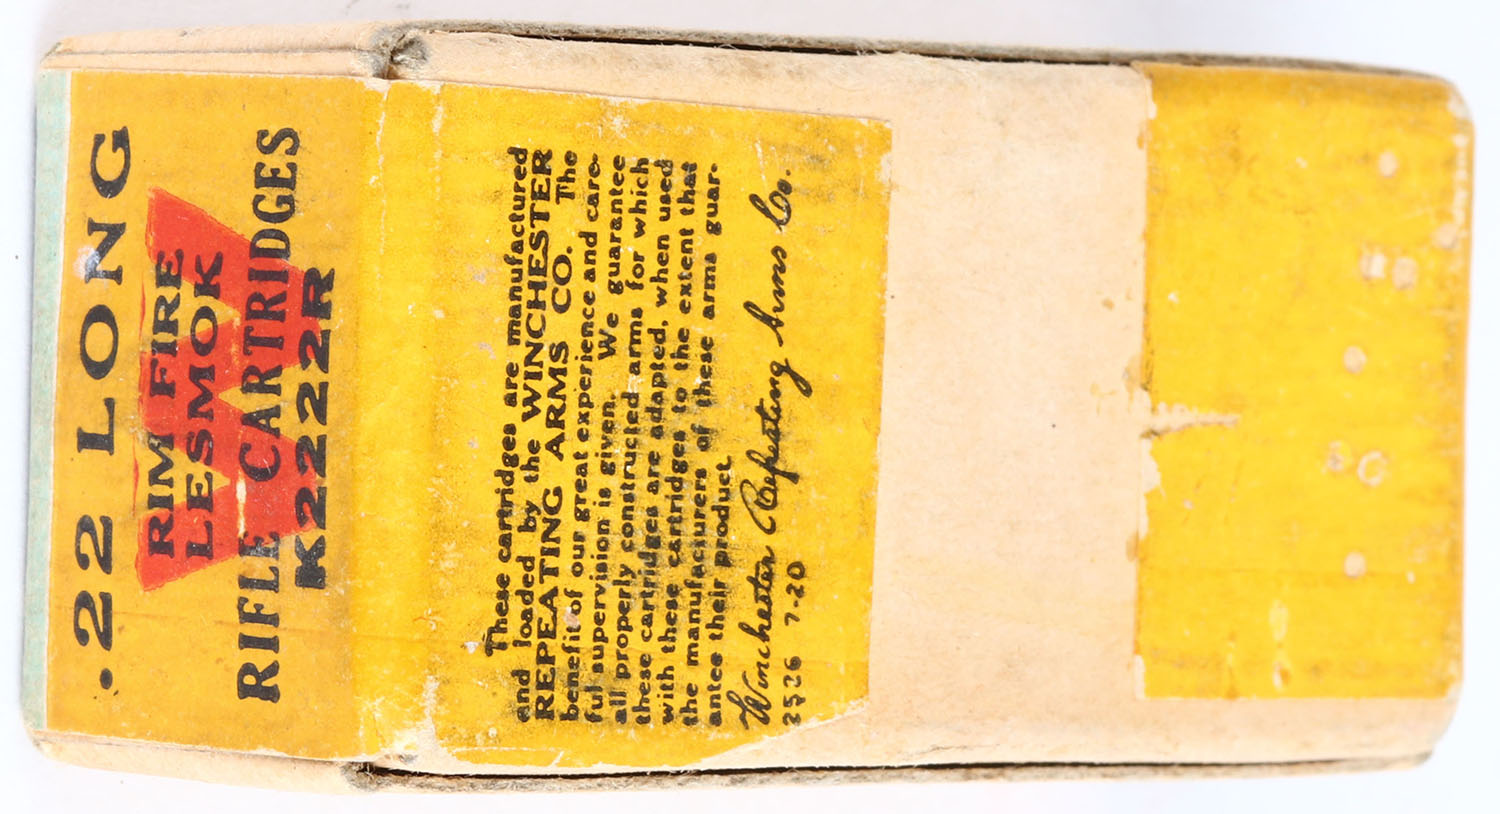 .22 LONG
RIM FIRE
LESMOK
RIFLE CARTRIDGES
K2222R
These cartridges are manufactured
and loaded by the WINCHESTER
REPEATING ARMS CO. The
benefit of our great experience and care-
ful supervision is given. We guarantee
all properly constructed arms for which
these cartridges are adapted, when used
with these cartridges to the extent that
the manufacturers of these arms guar-
antee their product.
Winchester Repeating Arms Co.
7-20